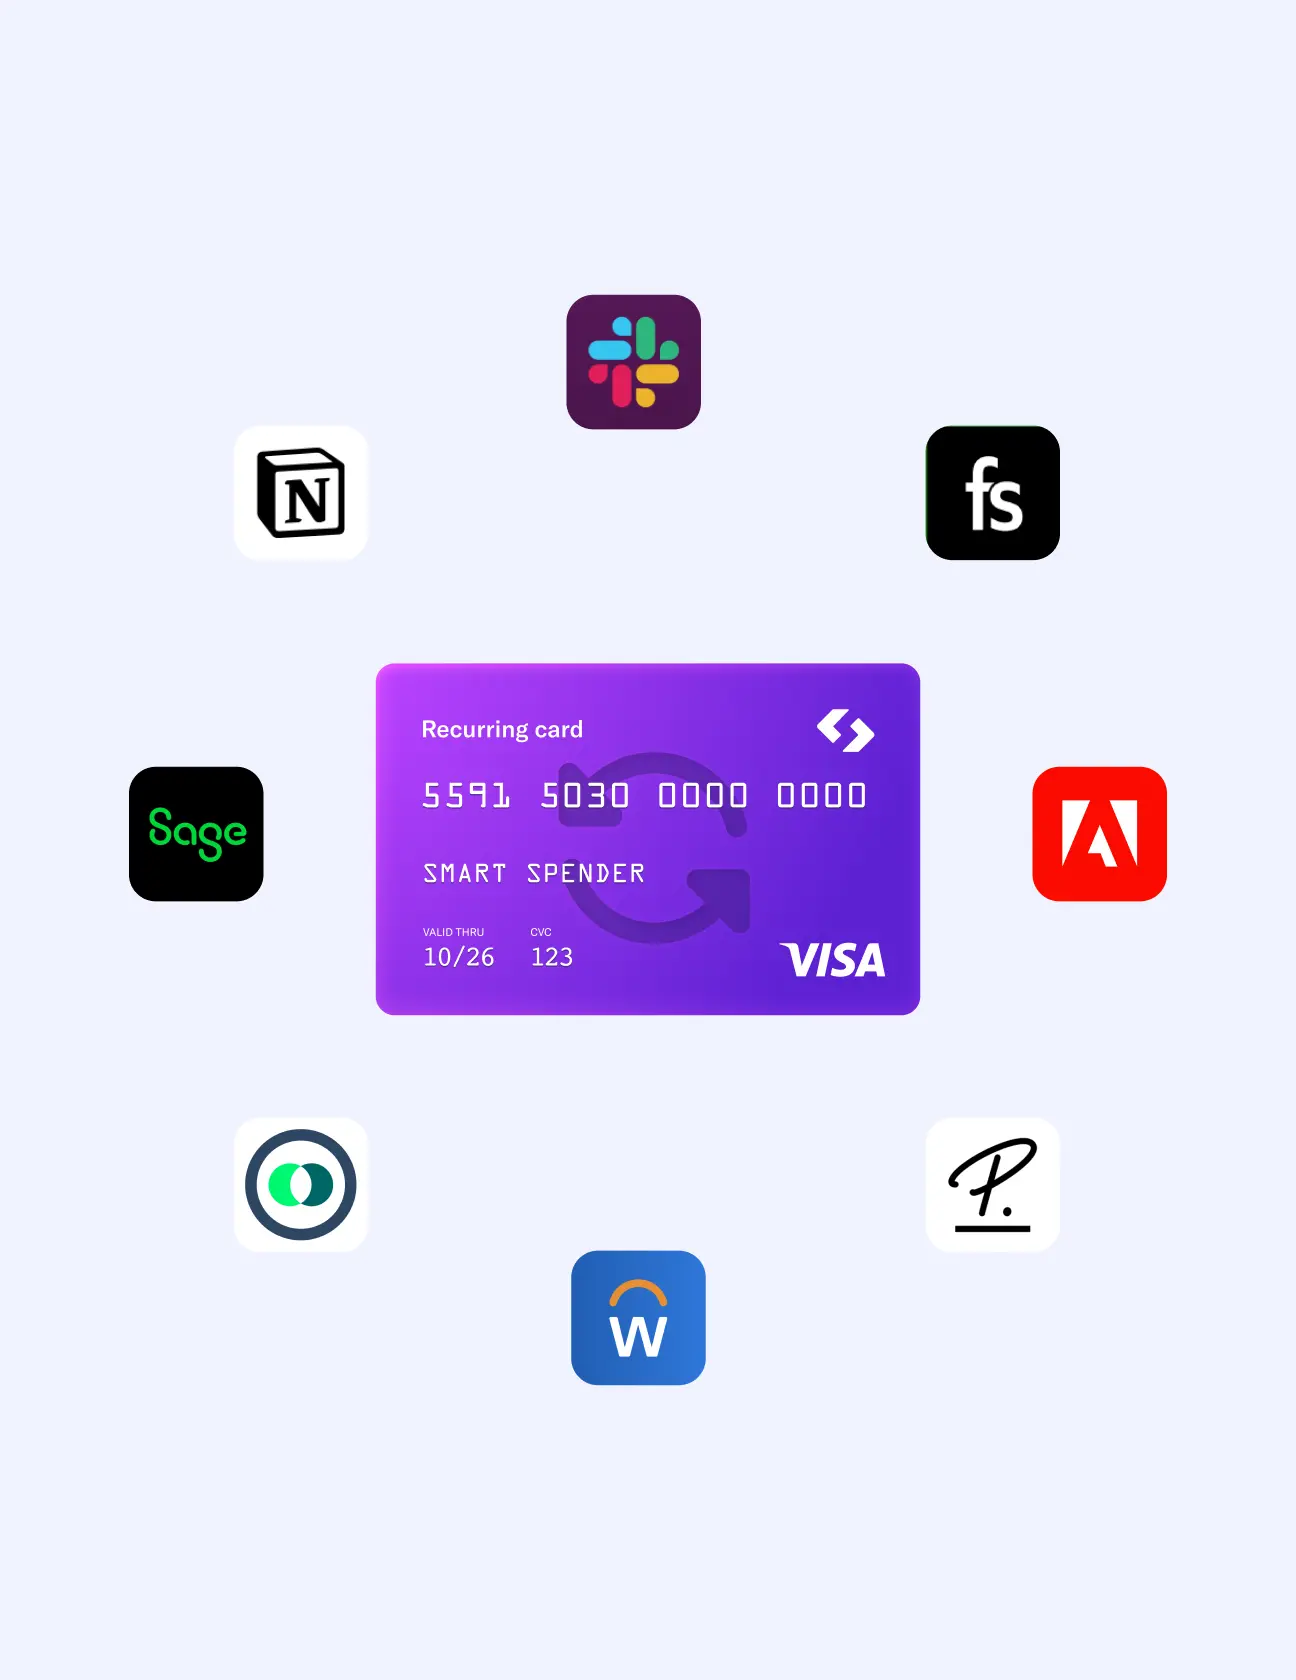 N
fs
Recurring card
5591 5030 0000 0000
Sage
SMART SPENDER
VALID THRU CVC
10/26 123
VISA
P.
W